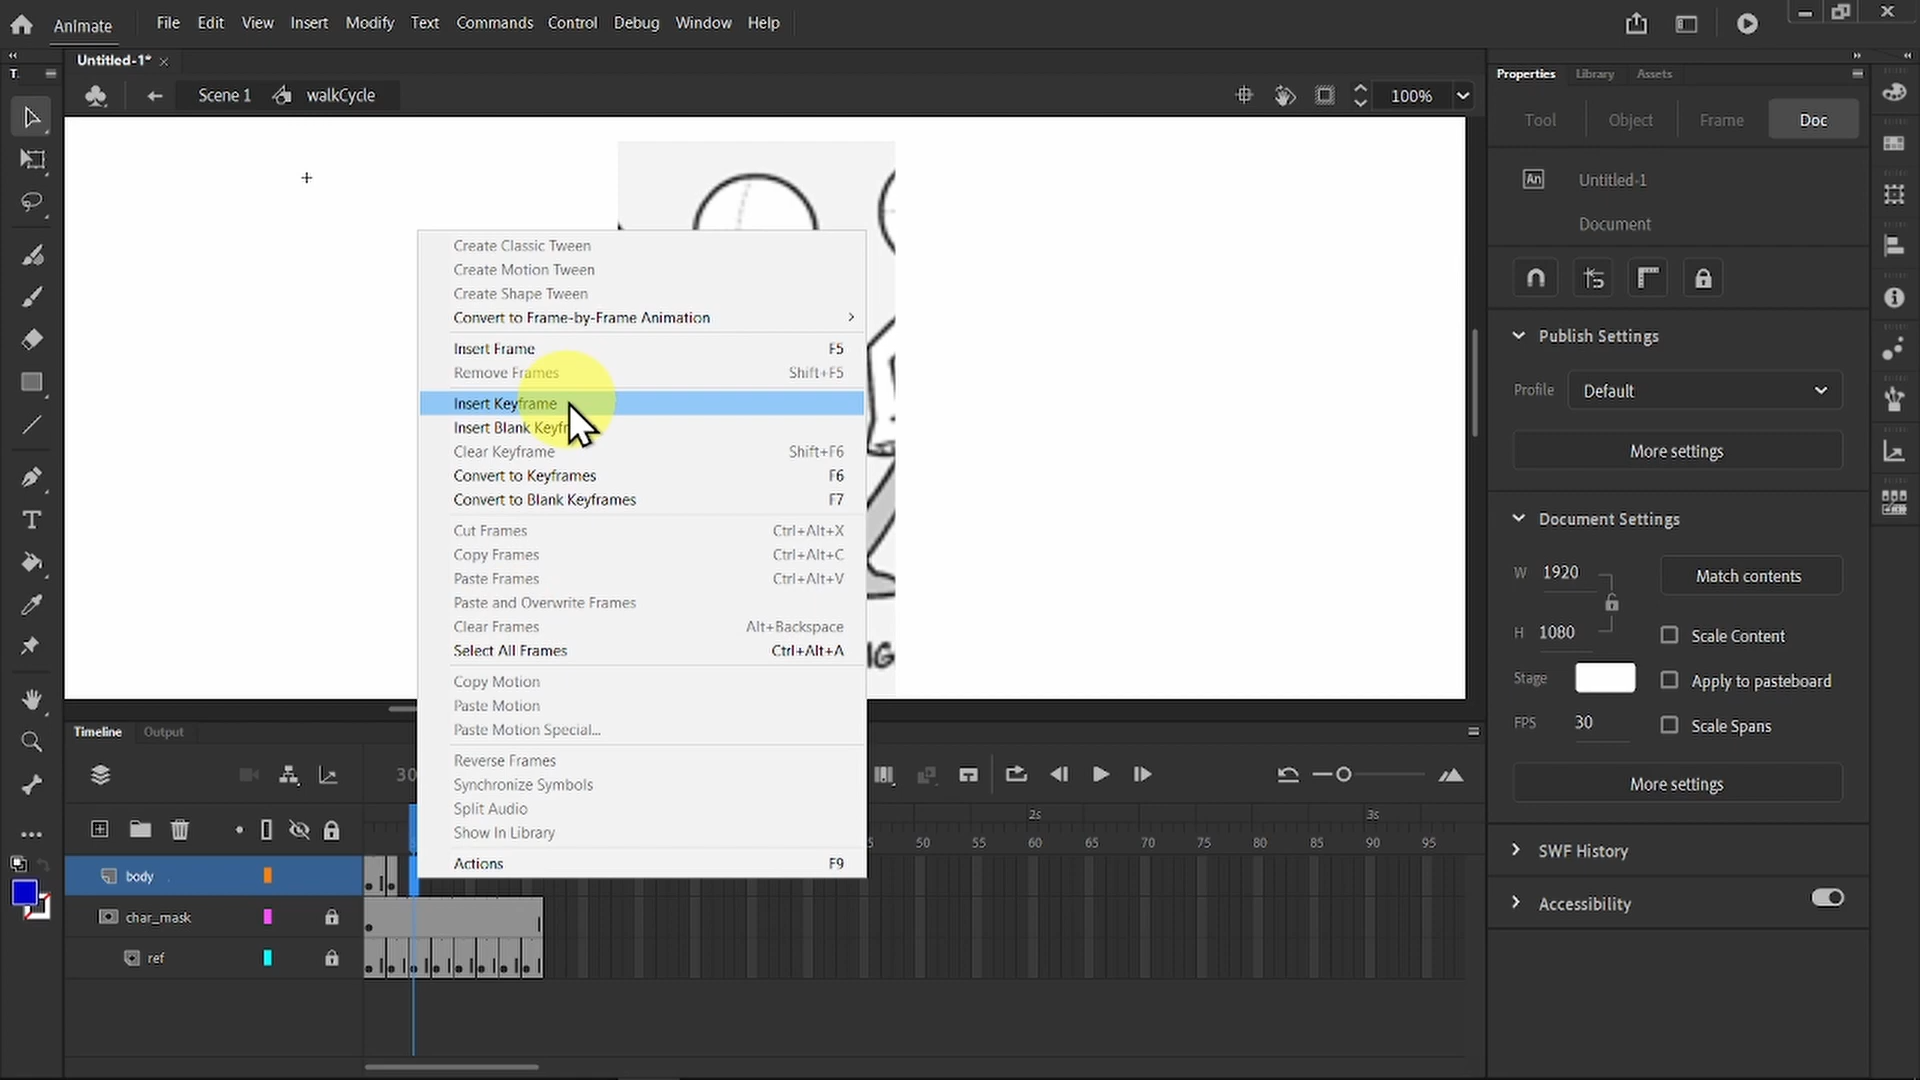 Animate File Edit View Insert Modify Text Commands Control Debug Window Help
Untitled-1*
T.
Scene 1 walkCycle 100%
Properties Library Assets
Tool Object Frame Doc
An Untitled-1
Document
Publish Settings
Profile Default
More settings
Document Settings
W 1920 Match contents
H 1080 Scale Content
Stage Apply to pasteboard
FPS 30 Scale Spans
More settings
SWF History
Accessibility
Create Classic Tween
Create Motion Tween
Create Shape Tween
Convert to Frame-by-Frame Animation
Insert Frame F5
Remove Frames Shift+F5
Insert Keyframe
Insert Blank Keyfr
Clear Keyframe Shift+F6
Convert to Keyframes F6
Convert to Blank Keyframes F7
Cut Frames Ctrl+Alt+X
Copy Frames Ctrl+Alt+C
Paste Frames Ctrl+Alt+V
Paste and Overwrite Frames
Clear Frames Alt+Backspace
Select All Frames Ctrl+Alt+A
Copy Motion
Paste Motion
Paste Motion Special...
Reverse Frames
Synchronize Symbols
Split Audio
Show In Library
Actions F9
Timeline Output
30
2s 3s
5 50 55 60 65 70 75 80 85 90 95
body
char_mask
ref